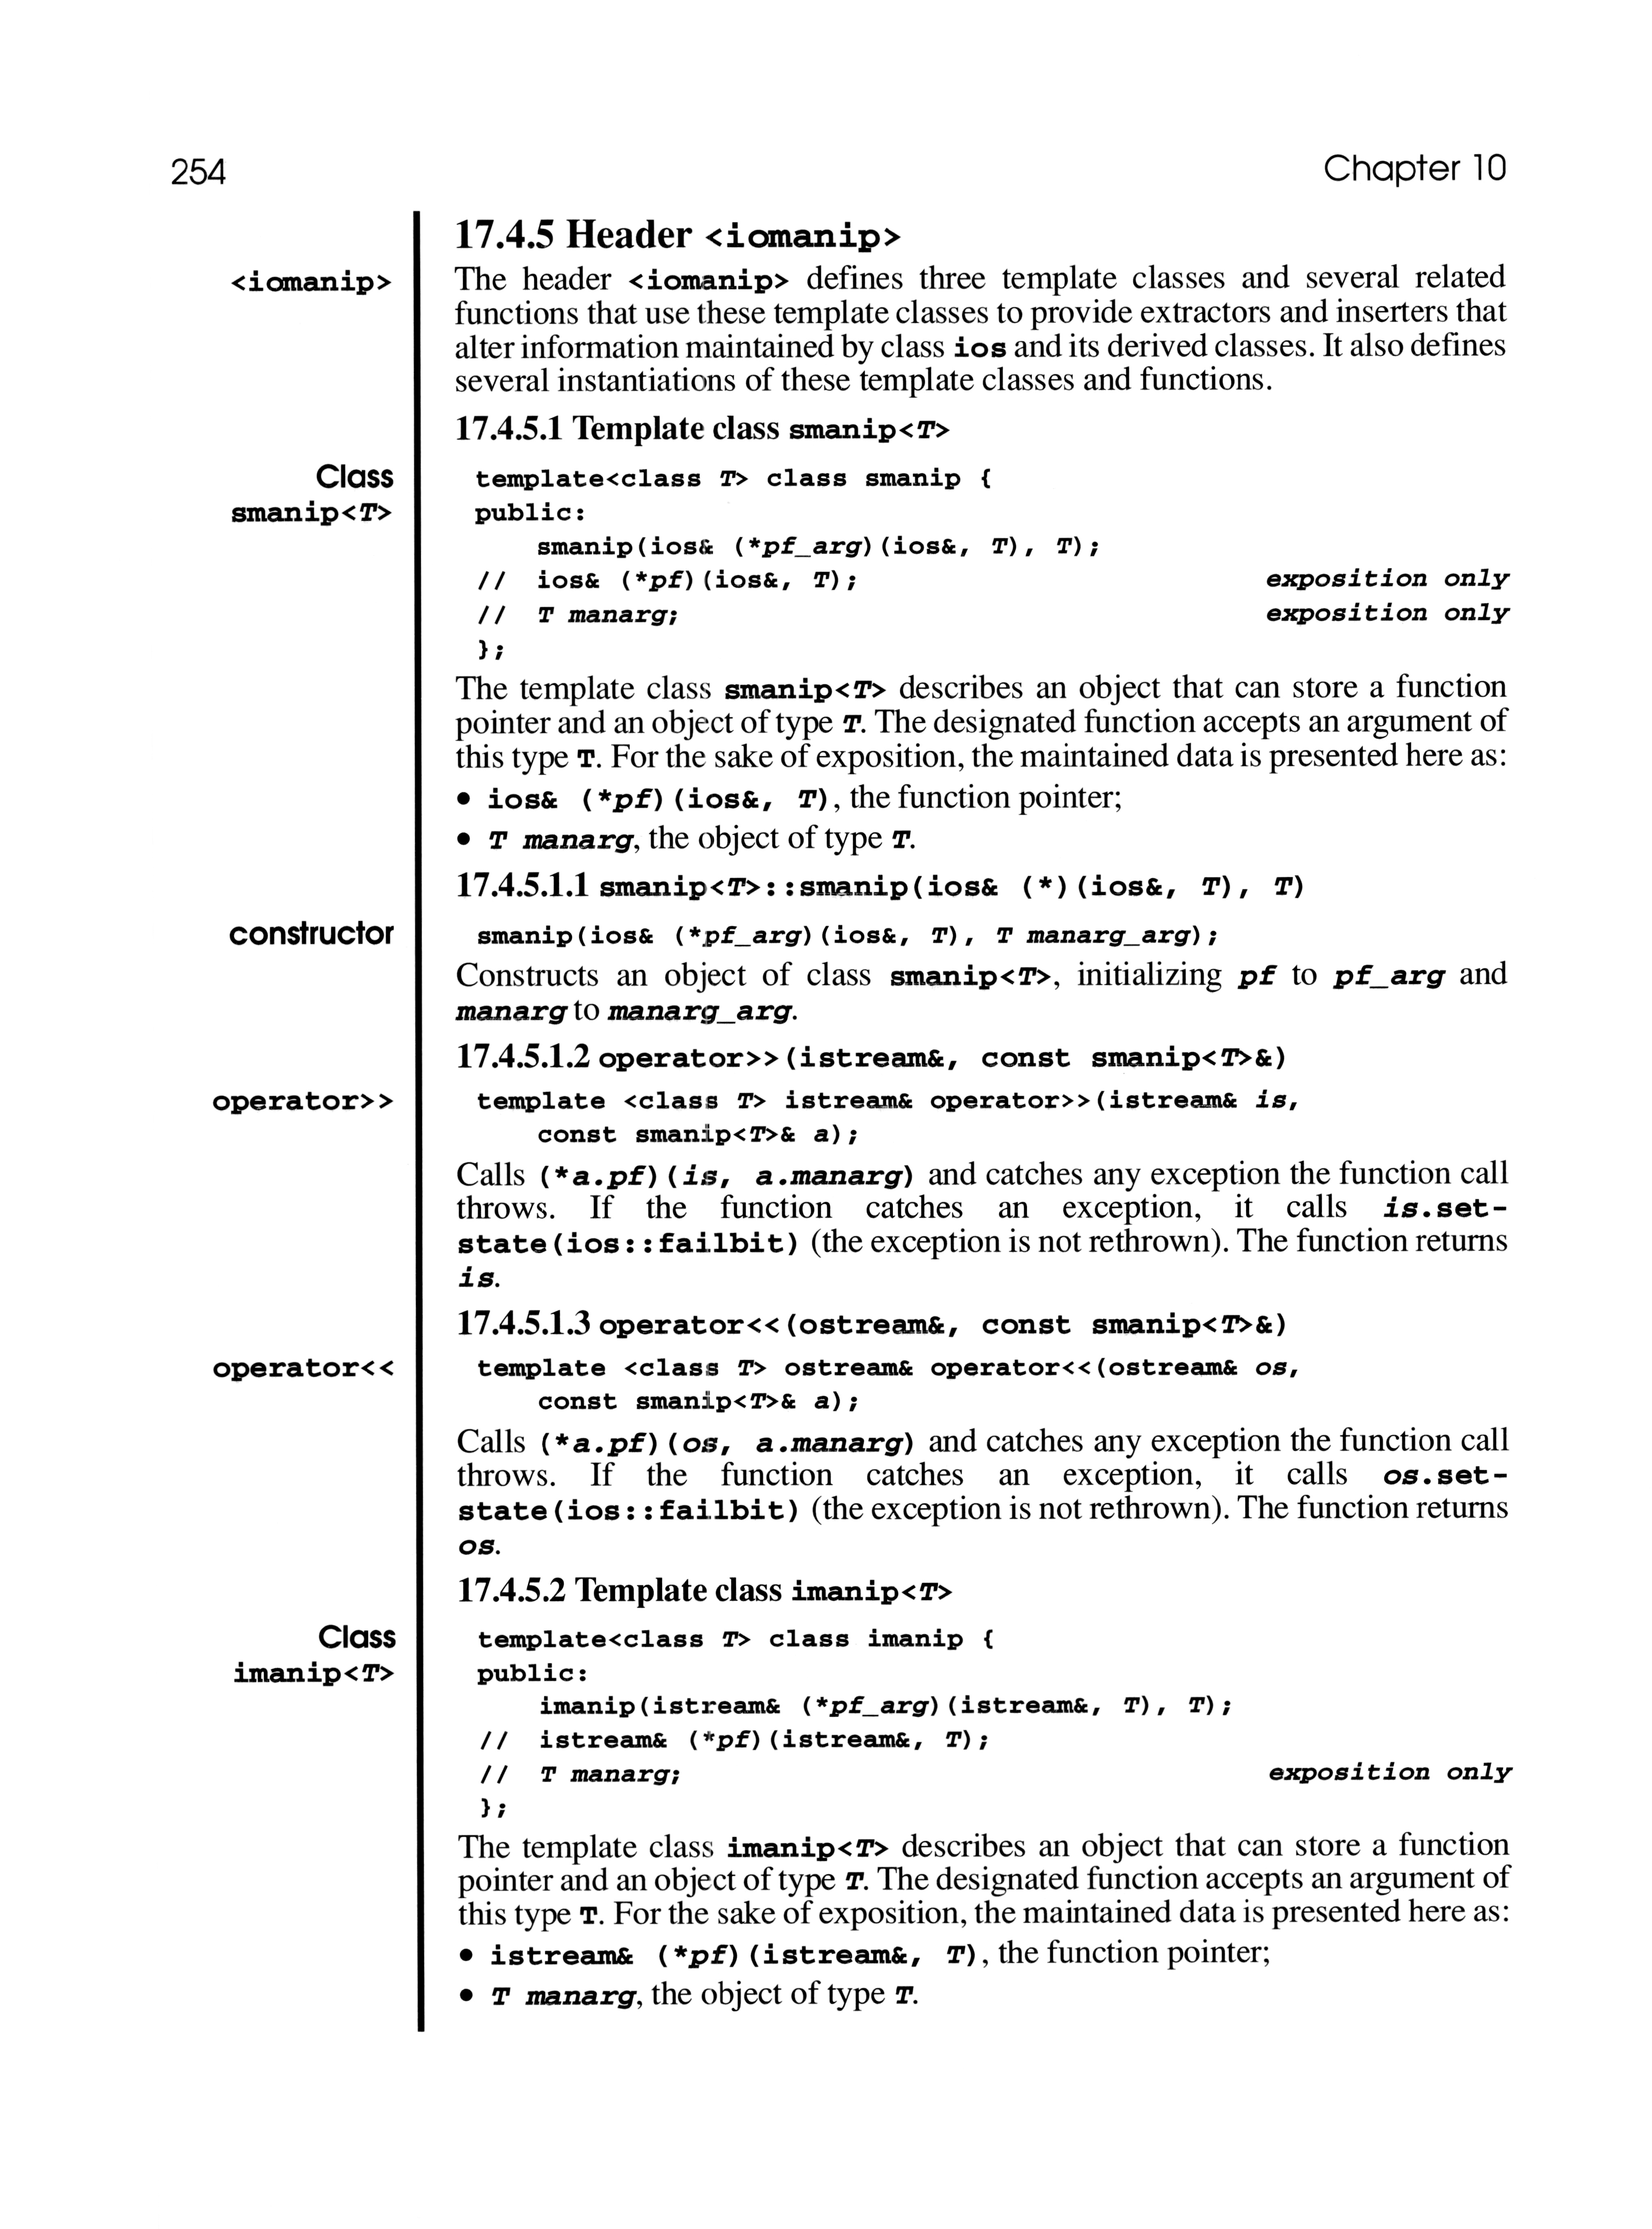 254
Chapter 10
17.4.5 Header <iomanip>
<iomanip>
The header <iomanip> defines three template classes and several related
functions that use these template classes to provide extractors and inserters that
alter information maintained by class ios and its derived classes. It also defines
several instantiations of these template classes and functions.
17.4.5.1 Template class smanip<T>
Class
smanip<T>
template<class T> class smanip {
public:
    smanip(ios& (*pf_arg)(ios&, T), T);
//  ios& (*pf)(ios&, T); exposition only
//  T manarg; exposition only
};
The template class smanip<T> describes an object that can store a function
pointer and an object of type T. The designated function accepts an argument of
this type T. For the sake of exposition, the maintained data is presented here as:
• ios& (*pf)(ios&, T), the function pointer;
• T manarg, the object of type T.
17.4.5.1.1 smanip<T>::smanip(ios& (*)(ios&, T), T)
constructor
smanip(ios& (*pf_arg)(ios&, T), T manarg_arg);
Constructs an object of class smanip<T>, initializing pf to pf_arg and
manarg to manarg_arg.
17.4.5.1.2 operator>>(istream&, const smanip<T>&)
operator>>
template <class T> istream& operator>>(istream& is,
    const smanip<T>& a);
Calls (*a.pf)(is, a.manarg) and catches any exception the function call
throws. If the function catches an exception, it calls is.set-
state(ios::failbit) (the exception is not rethrown). The function returns
is.
17.4.5.1.3 operator<<(ostream&, const smanip<T>&)
operator<<
template <class T> ostream& operator<<(ostream& os,
    const smanip<T>& a);
Calls (*a.pf)(os, a.manarg) and catches any exception the function call
throws. If the function catches an exception, it calls os.set-
state(ios::failbit) (the exception is not rethrown). The function returns
os.
17.4.5.2 Template class imanip<T>
Class
imanip<T>
template<class T> class imanip {
public:
    imanip(istream& (*pf_arg)(istream&, T), T);
//  istream& (*pf)(istream&, T);
//  T manarg; exposition only
};
The template class imanip<T> describes an object that can store a function
pointer and an object of type T. The designated function accepts an argument of
this type T. For the sake of exposition, the maintained data is presented here as:
• istream& (*pf)(istream&, T), the function pointer;
• T manarg, the object of type T.